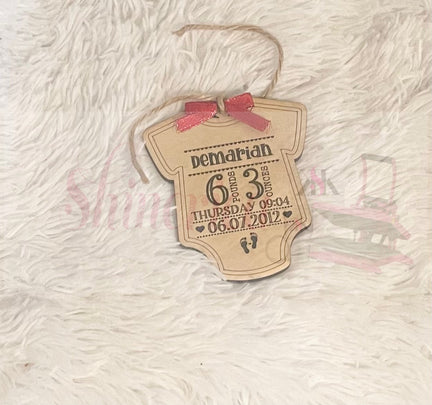 Demarian
6 POUNDS 3 OUNCES
THURSDAY 09:04
06.07.2012